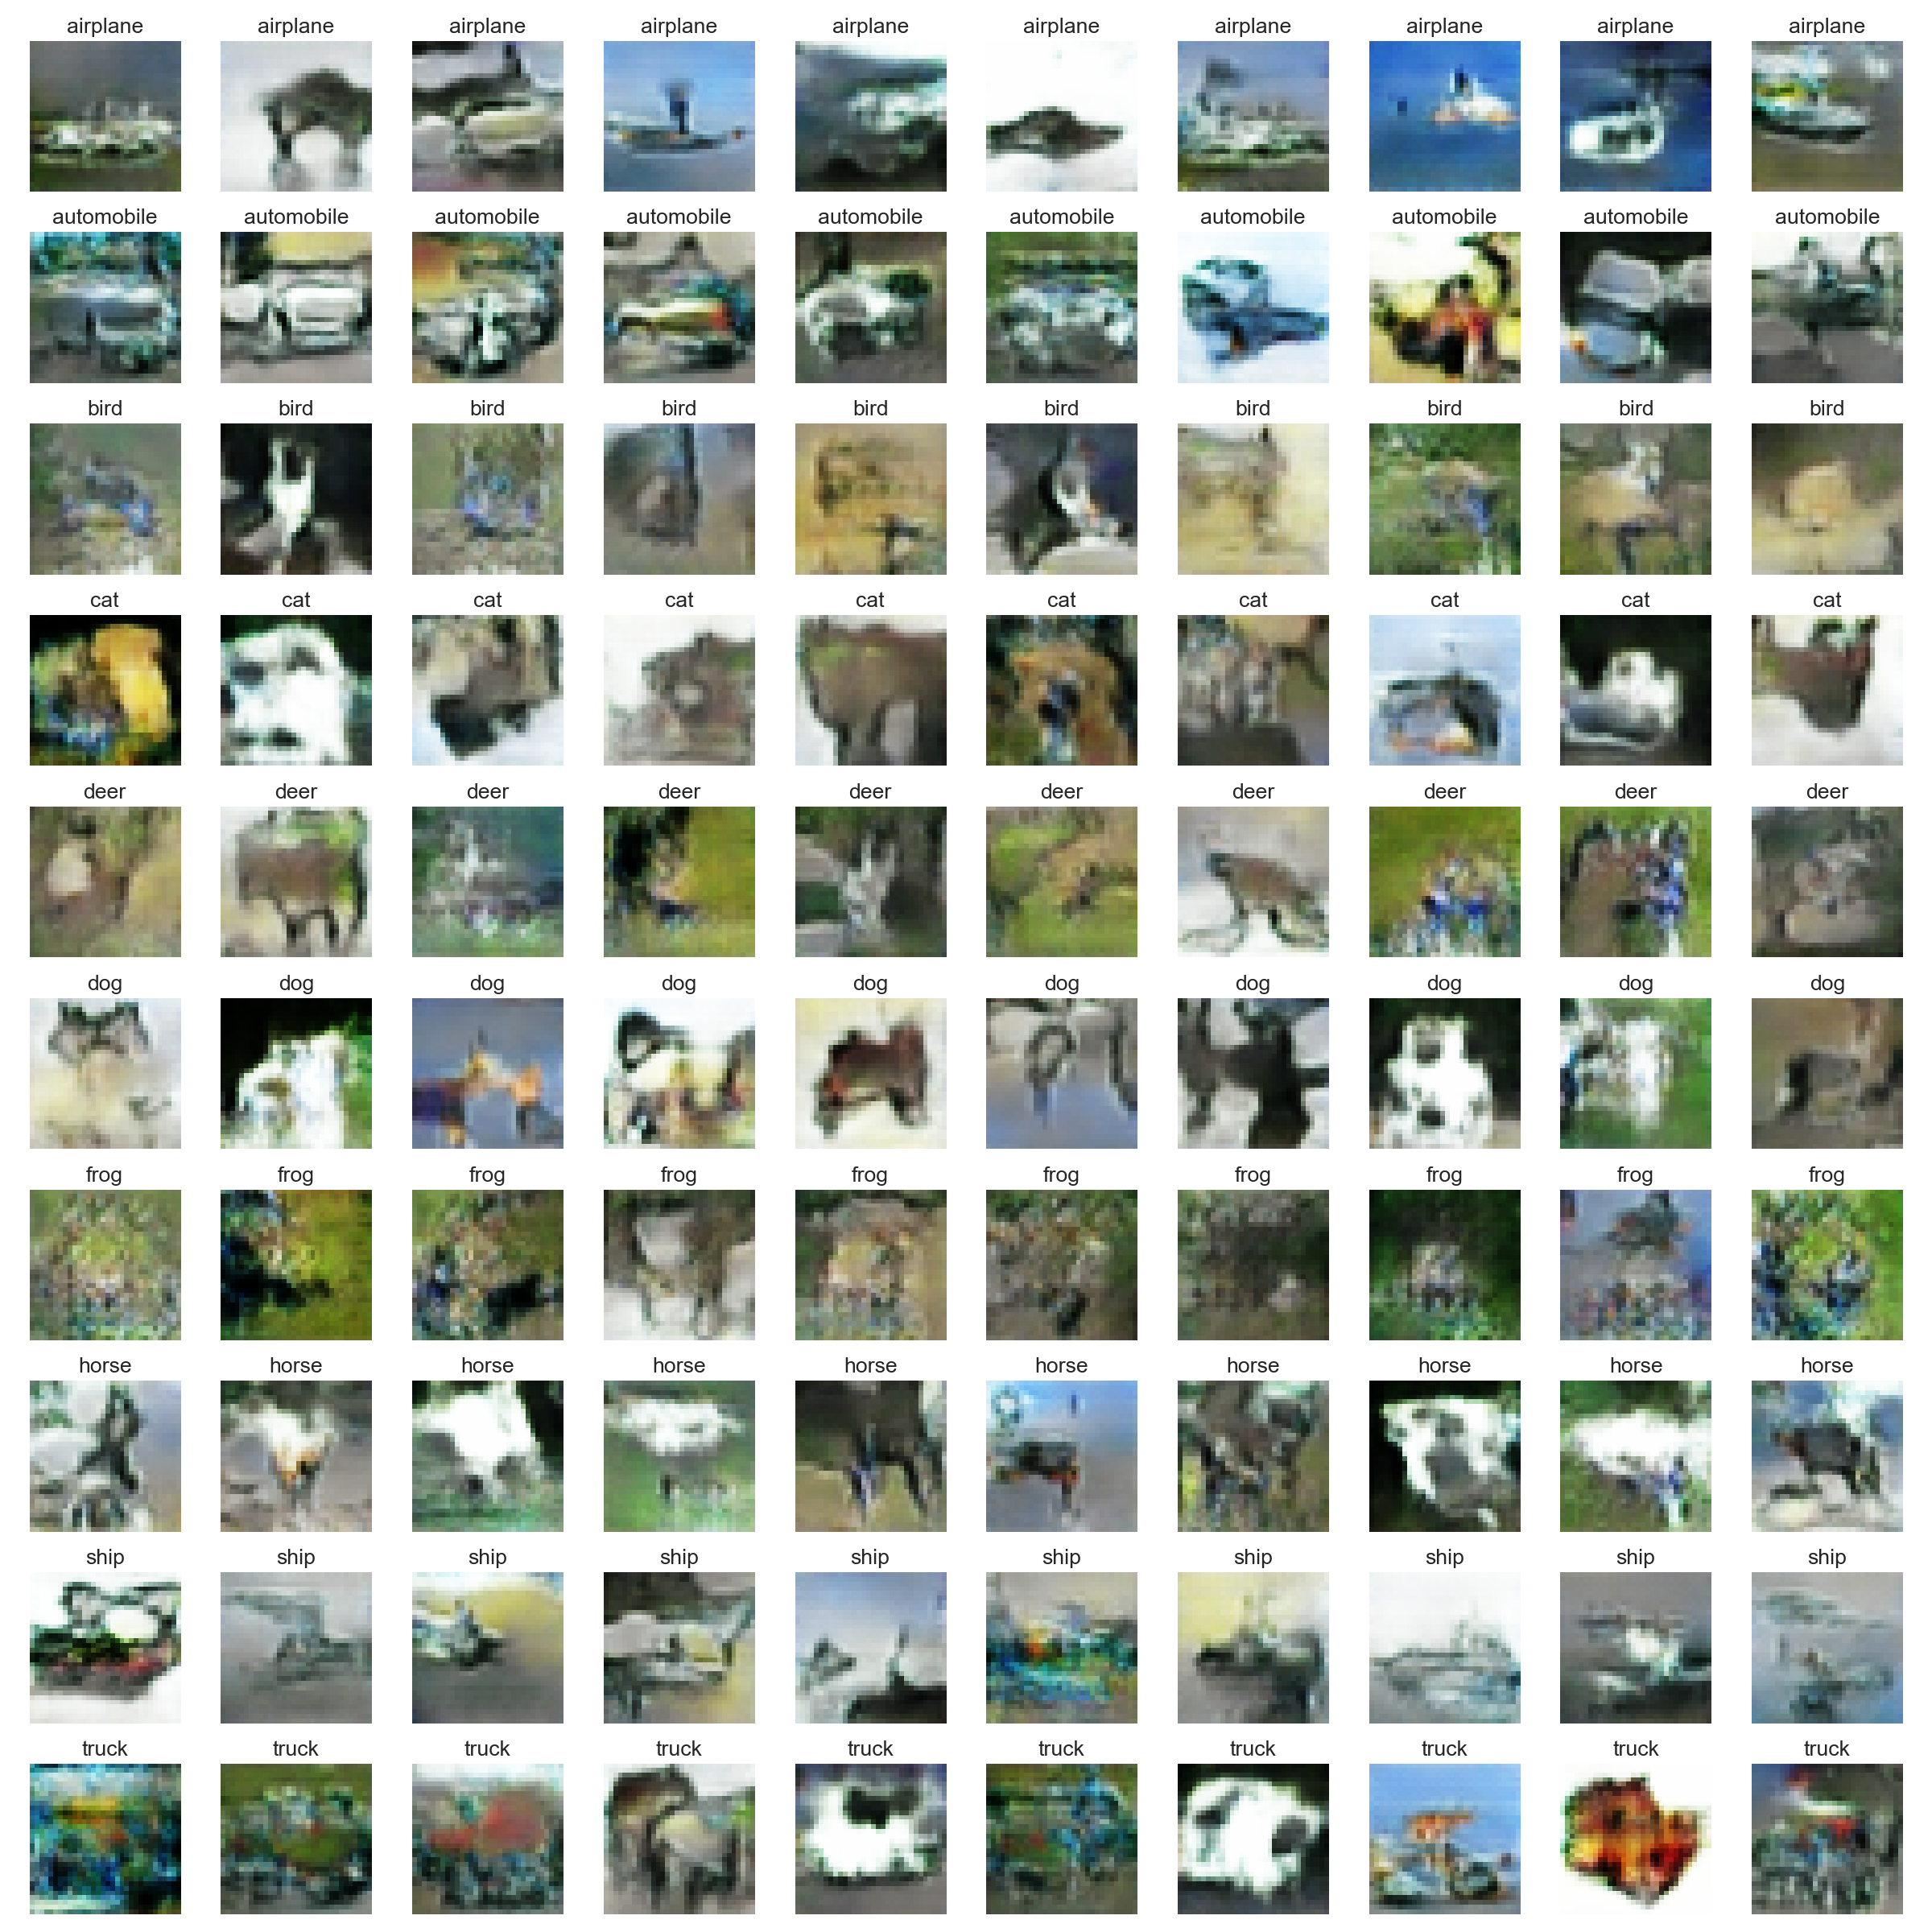 airplane airplane airplane airplane airplane airplane airplane airplane airplane airplane
automobile automobile automobile automobile automobile automobile automobile automobile automobile automobile
bird bird bird bird bird bird bird bird bird bird
cat cat cat cat cat cat cat cat cat cat
deer deer deer deer deer deer deer deer deer deer
dog dog dog dog dog dog dog dog dog dog
frog frog frog frog frog frog frog frog frog frog
horse horse horse horse horse horse horse horse horse horse
ship ship ship ship ship ship ship ship ship ship
truck truck truck truck truck truck truck truck truck truck